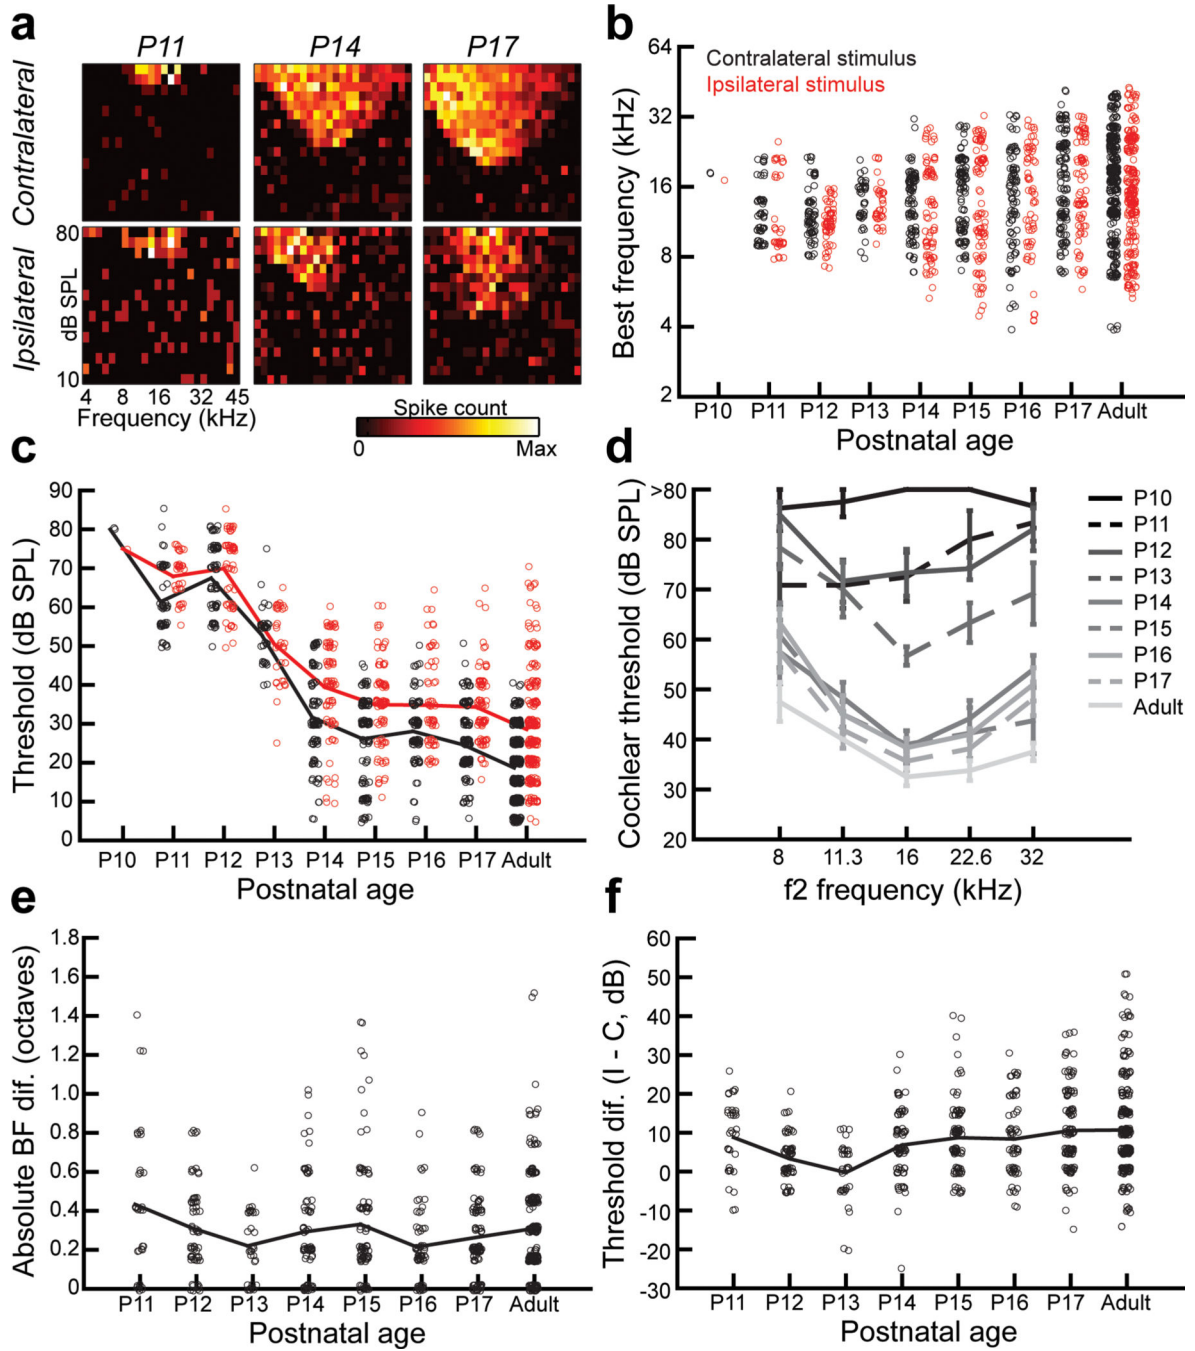 a
P11
P14
P17
Contralateral
Ipsilateral
80
dB SPL
10
4 8 16 32 45
Frequency (kHz)
Spike count
0 Max
b
Contralateral stimulus
Ipsilateral stimulus
Best frequency (kHz)
64
32
16
8
4
2
P10 P11 P12 P13 P14 P15 P16 P17 Adult
Postnatal age
c
Threshold (dB SPL)
90
80
70
60
50
40
30
20
10
0
P10 P11 P12 P13 P14 P15 P16 P17 Adult
Postnatal age
d
Cochlear threshold (dB SPL)
>80
80
70
60
50
40
30
20
8 11.3 16 22.6 32
f2 frequency (kHz)
P10
P11
P12
P13
P14
P15
P16
P17
Adult
e
Absolute BF dif. (octaves)
1.8
1.6
1.4
1.2
1.0
0.8
0.6
0.4
0.2
0
P11 P12 P13 P14 P15 P16 P17 Adult
Postnatal age
f
Threshold dif. (I - C, dB)
60
50
40
30
20
10
0
-10
-20
-30
P11 P12 P13 P14 P15 P16 P17 Adult
Postnatal age